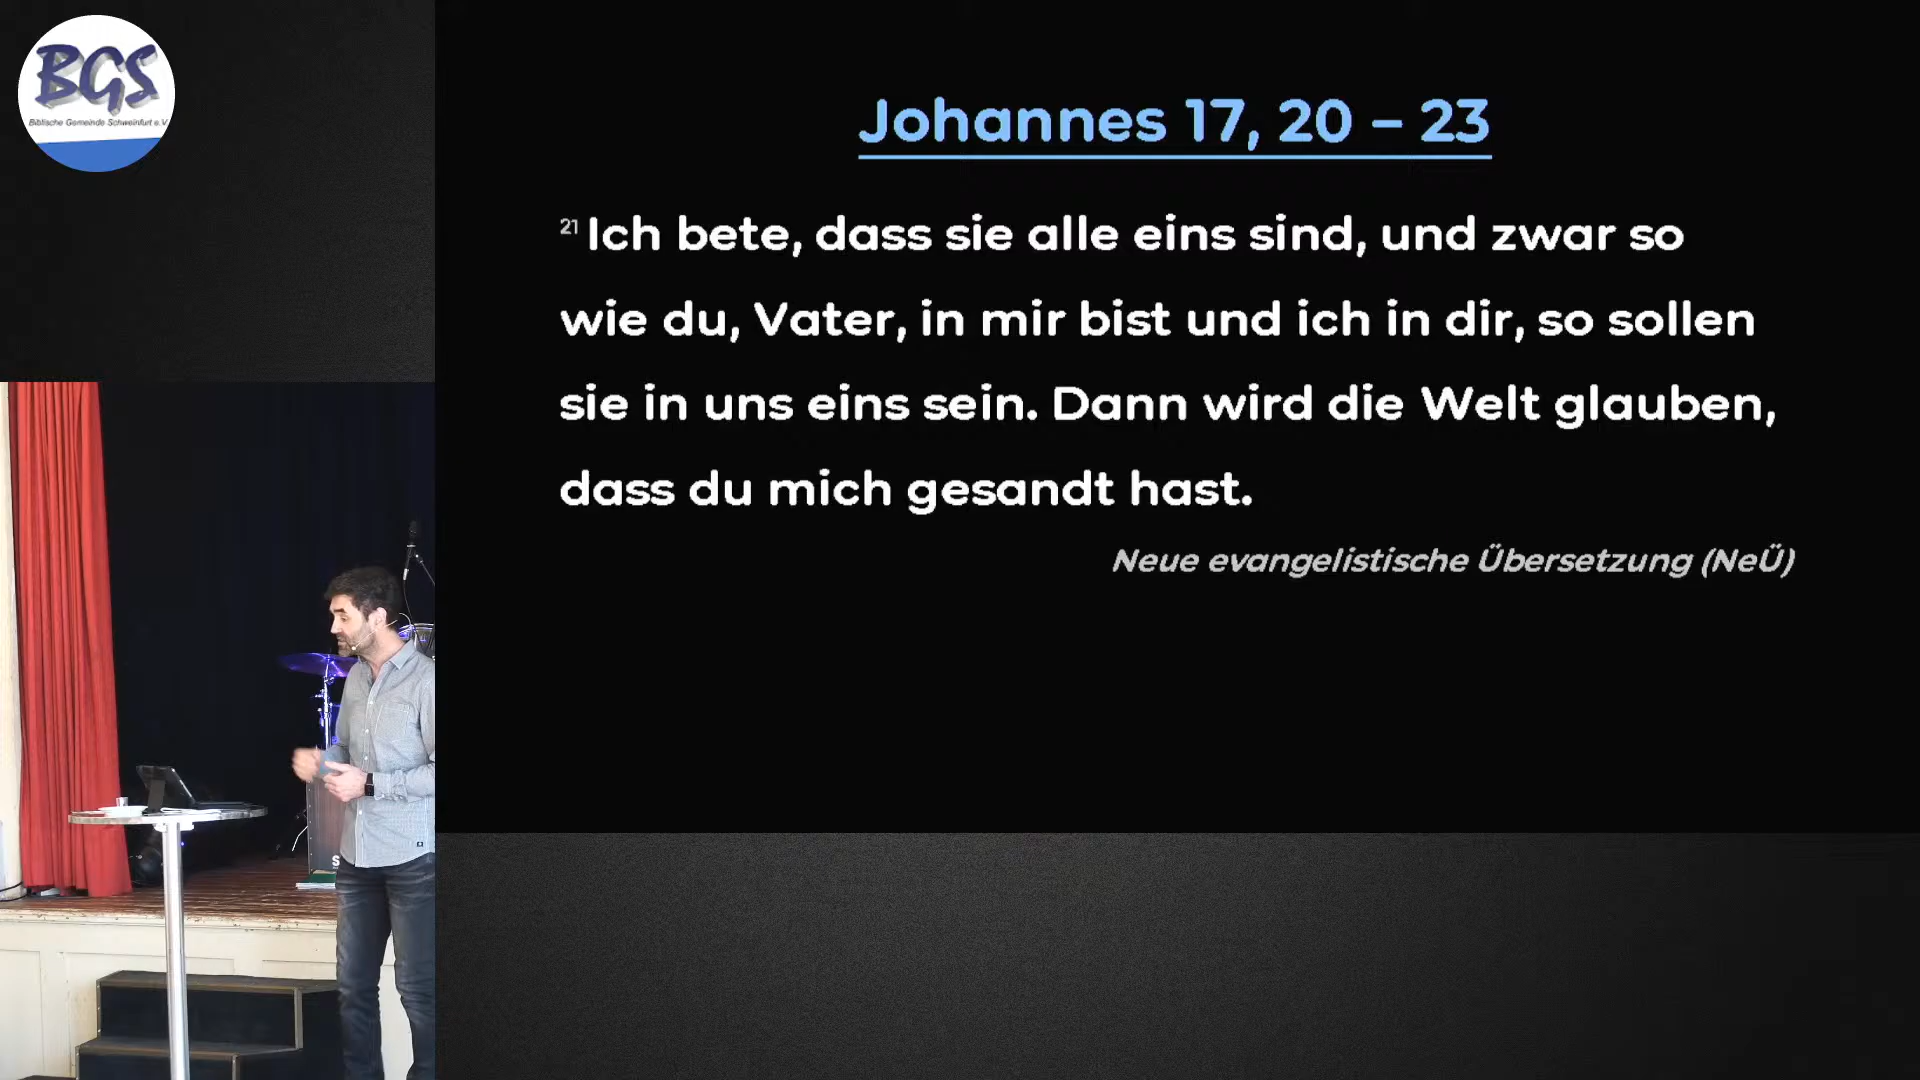 BGS
Biblische Gemeinde Schweinfurt e.V.
Johannes 17, 20 – 23
21 Ich bete, dass sie alle eins sind, und zwar so
wie du, Vater, in mir bist und ich in dir, so sollen
sie in uns eins sein. Dann wird die Welt glauben,
dass du mich gesandt hast.
Neue evangelistische Übersetzung (NeÜ)
S